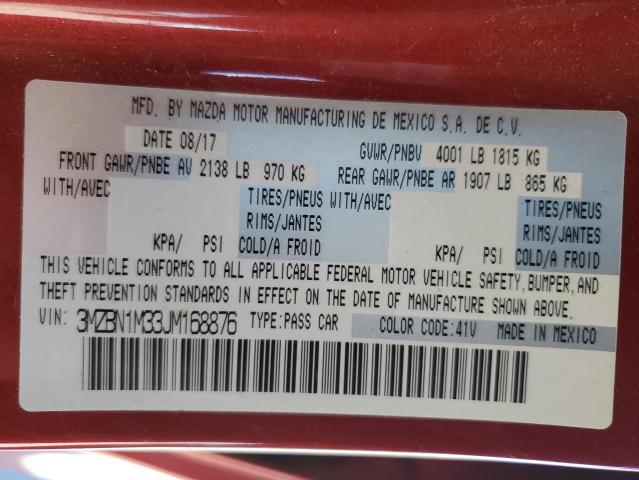 MFD. BY MAZDA MOTOR MANUFACTURING DE MEXICO S.A. DE C.V.
DATE 08/17 GVWR/PNBV 4001 LB 1815 KG
FRONT GAWR/PNBE AV 2138 LB 970 KG REAR GAWR/PNBE AR 1907 LB 865 KG
WITH/AVEC TIRES/PNEUS WITH/AVEC TIRES/PNEUS
RIMS/JANTES RIMS/JANTES
KPA/ PSI COLD/A FROID KPA/ PSI COLD/A FROID
THIS VEHICLE CONFORMS TO ALL APPLICABLE FEDERAL MOTOR VEHICLE SAFETY, BUMPER, AND
THEFT PREVENTION STANDARDS IN EFFECT ON THE DATE OF MANUFACTURE SHOWN ABOVE.
VIN: 3MZBN1M33JM168876 TYPE:PASS CAR COLOR CODE:41V MADE IN MEXICO